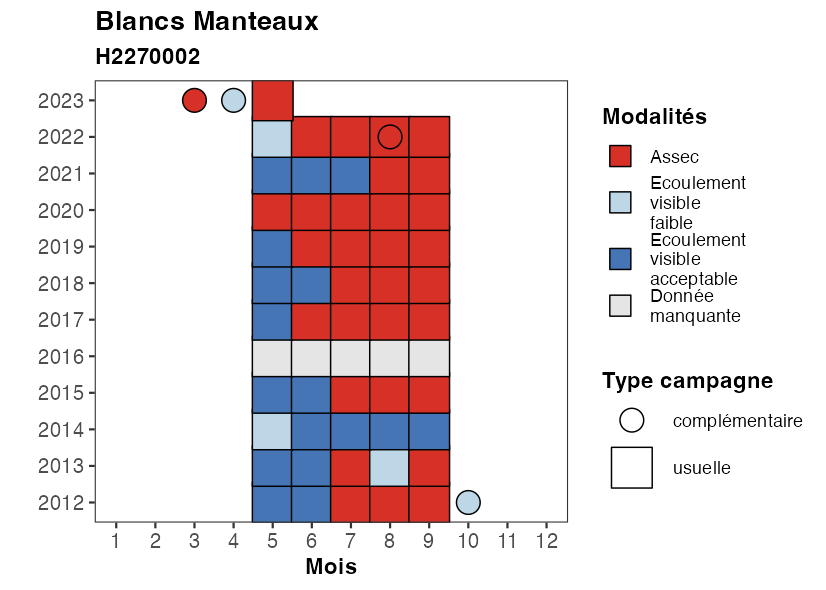 Blancs Manteaux
H2270002
2023
2022
2021
2020
2019
2018
2017
2016
2015
2014
2013
2012
1 2 3 4 5 6 7 8 9 10 11 12
Mois
Modalités
Assec
Ecoulement
visible
faible
Ecoulement
visible
acceptable
Donnée
manquante
Type campagne
complémentaire
usuelle